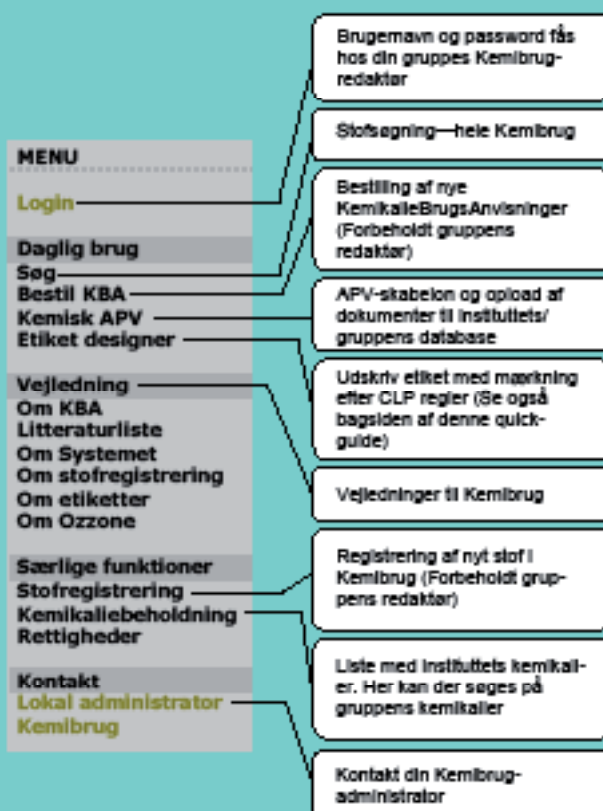 MENU
Login
Daglig brug
Søg
Bestil KBA
Kemisk APV
Etiket designer
Vejledning
Om KBA
Litteraturliste
Om Systemet
Om stofregistrering
Om etiketter
Om Ozzone
Særlige funktioner
Stofregistrering
Kemikaliebeholdning
Rettigheder
Kontakt
Lokal administrator
Kemibrug
Brugernavn og password fås
hos din gruppes Kemibrug-
redaktør
Stofsøgning—hele Kemibrug
Bestilling af nye
KemikalieBrugsAnvisninger
(Forbeholdt gruppens
redaktør)
APV-skabelon og opload af
dokumenter til Instituttets/
gruppens database
Udskriv etiket med mærkning
efter CLP regler (Se også
bagsiden af denne quick-
guide)
Vejledninger til Kemibrug
Registrering af nyt stof i
Kemibrug (Forbeholdt grup-
pens redaktør)
Liste med Instituttets kemikali-
er. Her kan der søges på
gruppens kemikalier
Kontakt din Kemibrug-
administrator